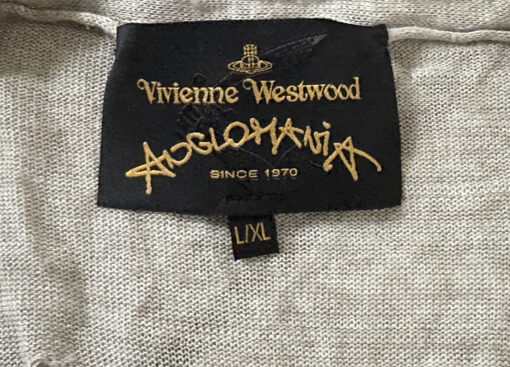 Vivienne Westwood
ANGLOMANiA
SINCE 1970
L/XL